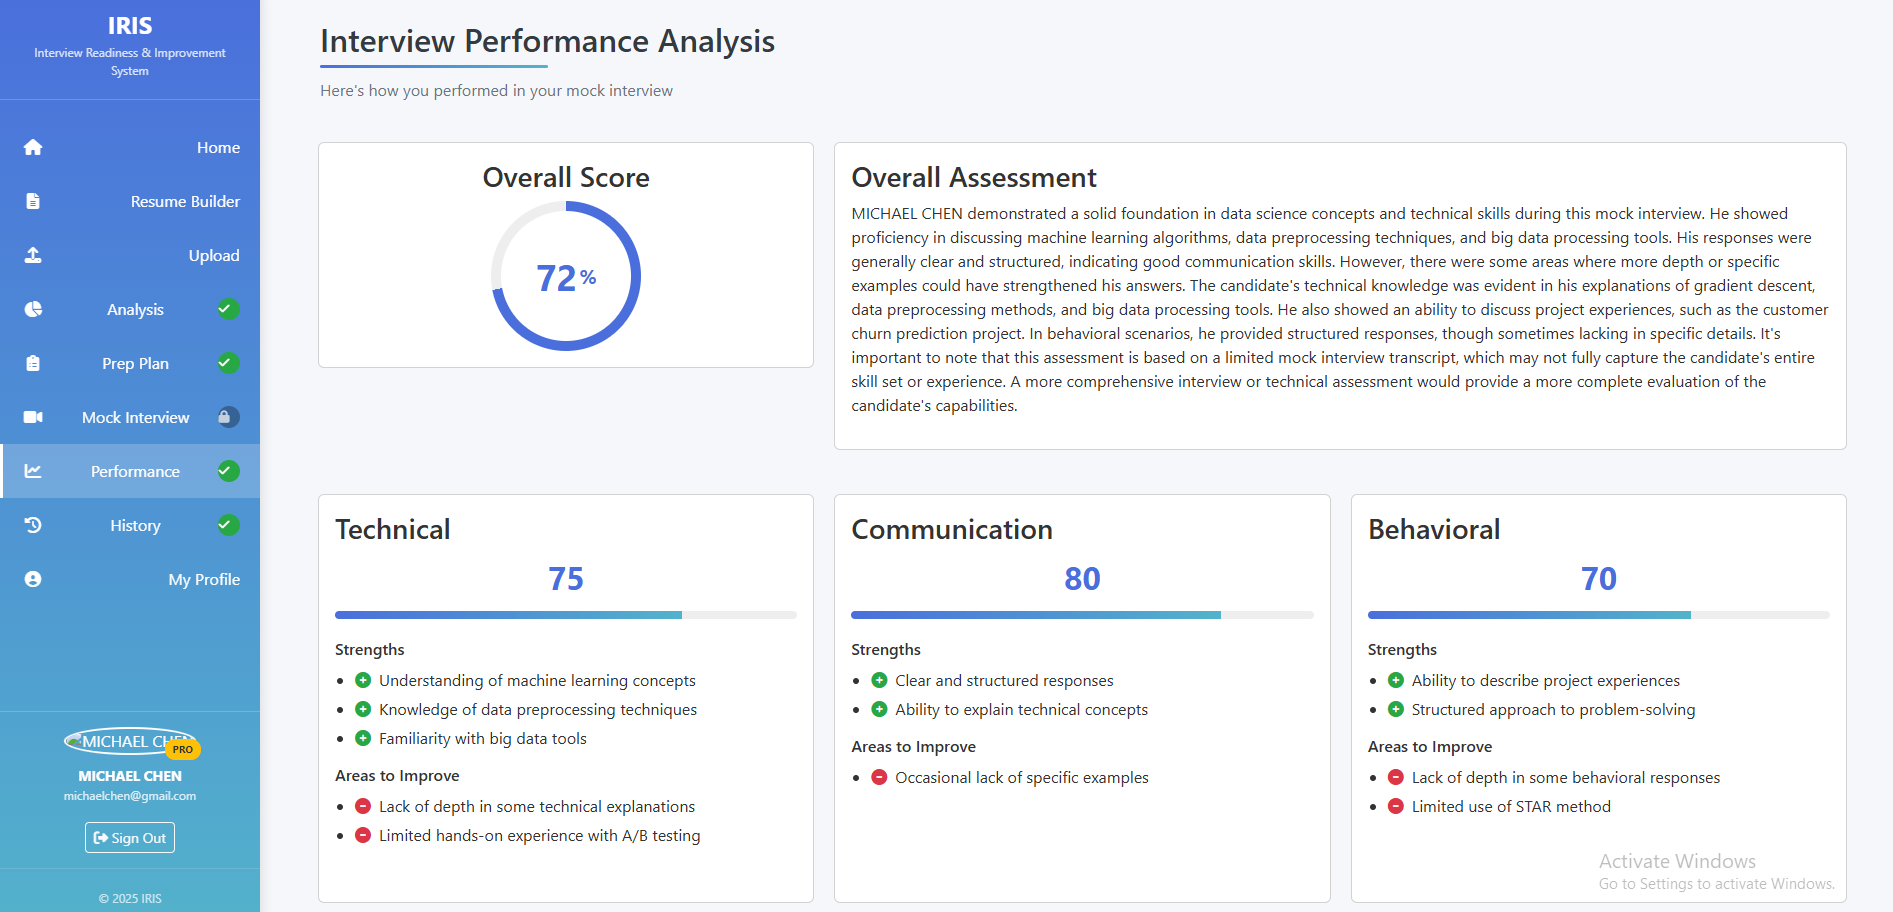 IRIS
Interview Readiness & Improvement
System
Home
Resume Builder
Upload
Analysis
Prep Plan
Mock Interview
Performance
History
My Profile
MICHAEL CHEN
PRO
MICHAEL CHEN
michaelchen@gmail.com
Sign Out
© 2025 IRIS
Interview Performance Analysis
Here's how you performed in your mock interview
Overall Score
72%
Overall Assessment
MICHAEL CHEN demonstrated a solid foundation in data science concepts and technical skills during this mock interview. He showed
proficiency in discussing machine learning algorithms, data preprocessing techniques, and big data processing tools. His responses were
generally clear and structured, indicating good communication skills. However, there were some areas where more depth or specific
examples could have strengthened his answers. The candidate's technical knowledge was evident in his explanations of gradient descent,
data preprocessing methods, and big data processing tools. He also showed an ability to discuss project experiences, such as the customer
churn prediction project. In behavioral scenarios, he provided structured responses, though sometimes lacking in specific details. It's
important to note that this assessment is based on a limited mock interview transcript, which may not fully capture the candidate's entire
skill set or experience. A more comprehensive interview or technical assessment would provide a more complete evaluation of the
candidate's capabilities.
Technical
75
Strengths
Understanding of machine learning concepts
Knowledge of data preprocessing techniques
Familiarity with big data tools
Areas to Improve
Lack of depth in some technical explanations
Limited hands-on experience with A/B testing
Communication
80
Strengths
Clear and structured responses
Ability to explain technical concepts
Areas to Improve
Occasional lack of specific examples
Behavioral
70
Strengths
Ability to describe project experiences
Structured approach to problem-solving
Areas to Improve
Lack of depth in some behavioral responses
Limited use of STAR method
Activate Windows
Go to Settings to activate Windows.